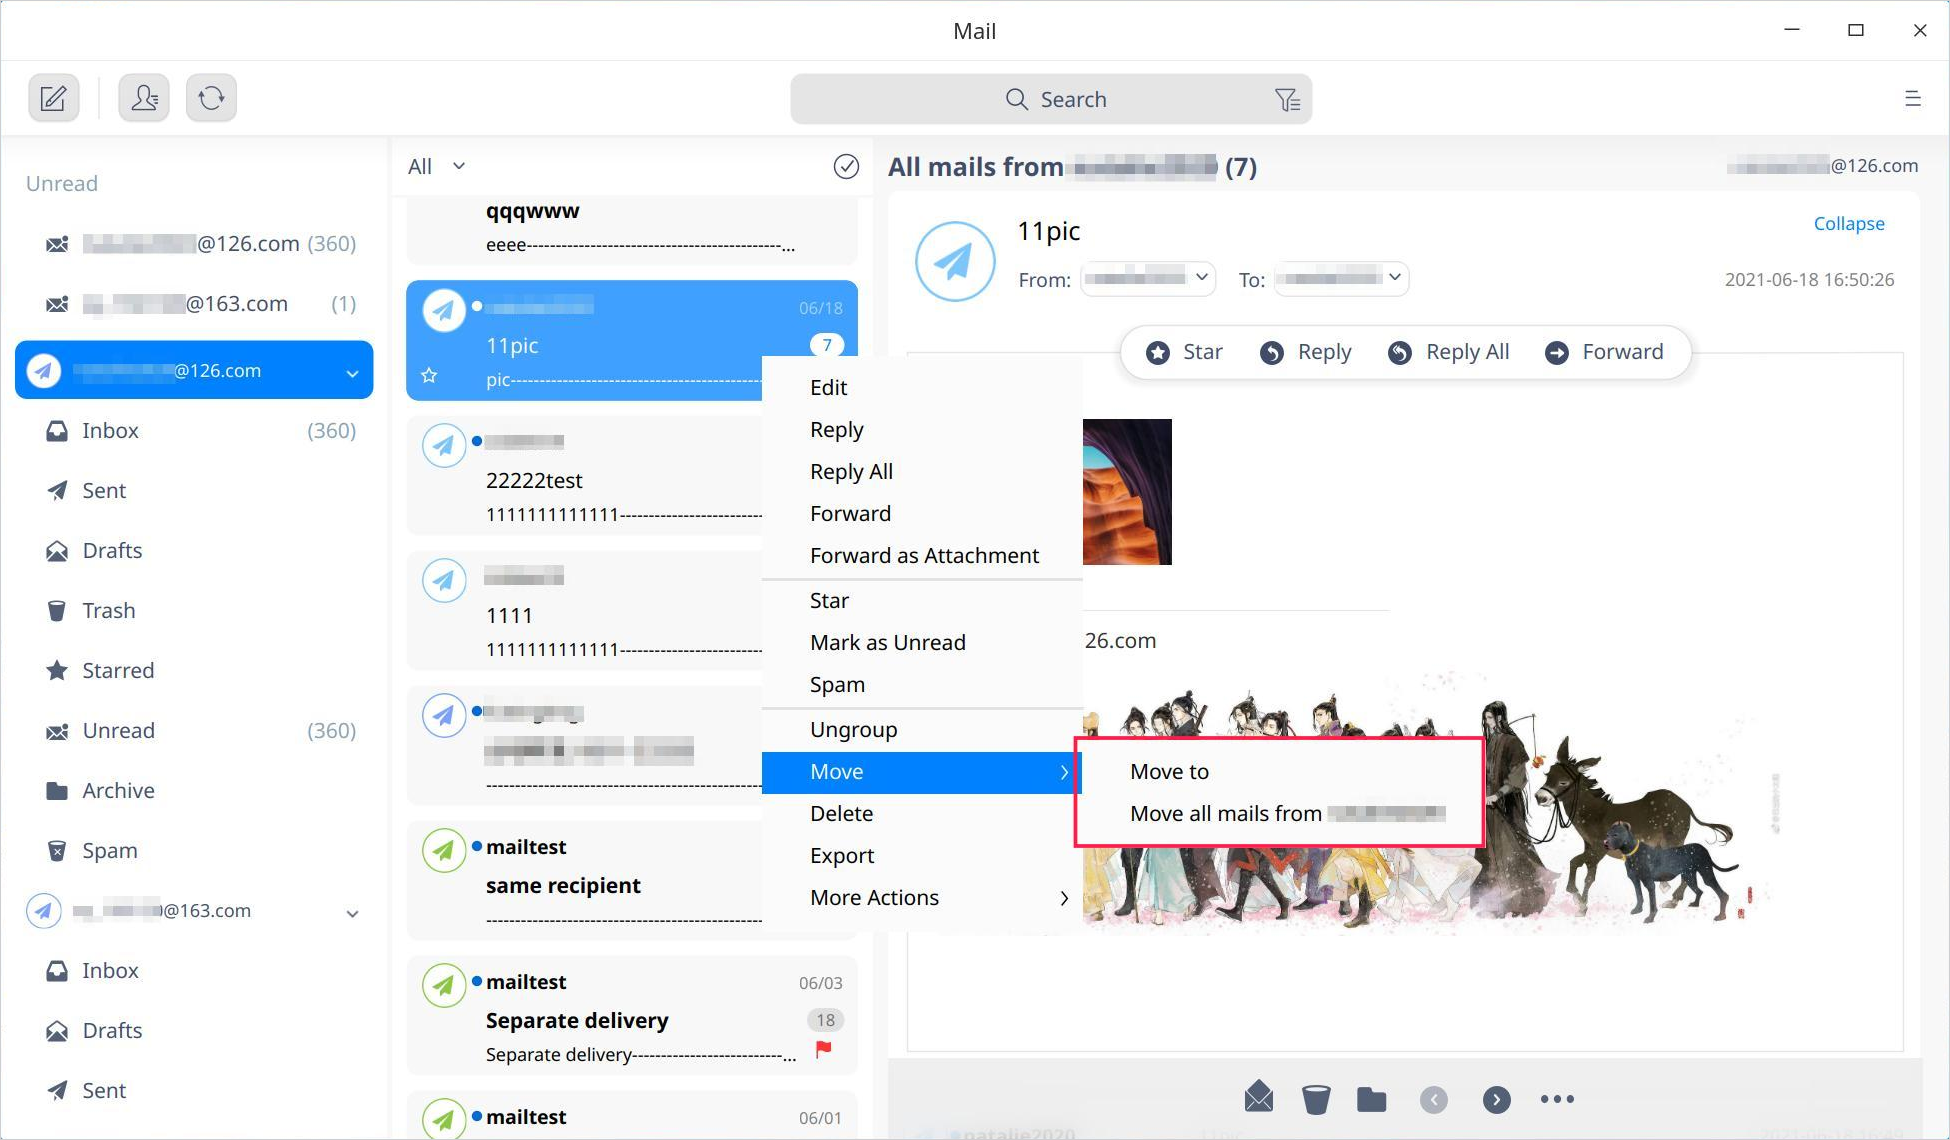 Mail
Search
Unread
@126.com (360)
@163.com (1)
@126.com
Inbox (360)
Sent
Drafts
Trash
Starred
Unread (360)
Archive
Spam
@163.com
Inbox
Drafts
Sent
All
qqqwww
eeee--------------------------------------------...
06/18
11pic
7
pic--------------------------------------------
22222test
1111111111111-------------------------
1111
1111111111111-------------------------
------------------------------------------------
mailtest
same recipient
------------------------------------------------
mailtest 06/03
Separate delivery
18
Separate delivery--------------------------...
mailtest 06/01
Edit
Reply
Reply All
Forward
Forward as Attachment
Star
Mark as Unread
Spam
Ungroup
Move
Delete
Export
More Actions
Move to
Move all mails from
All mails from (7)
@126.com
11pic
Collapse
From: To:
2021-06-18 16:50:26
Star Reply Reply All Forward
26.com
natalie2020
11pic